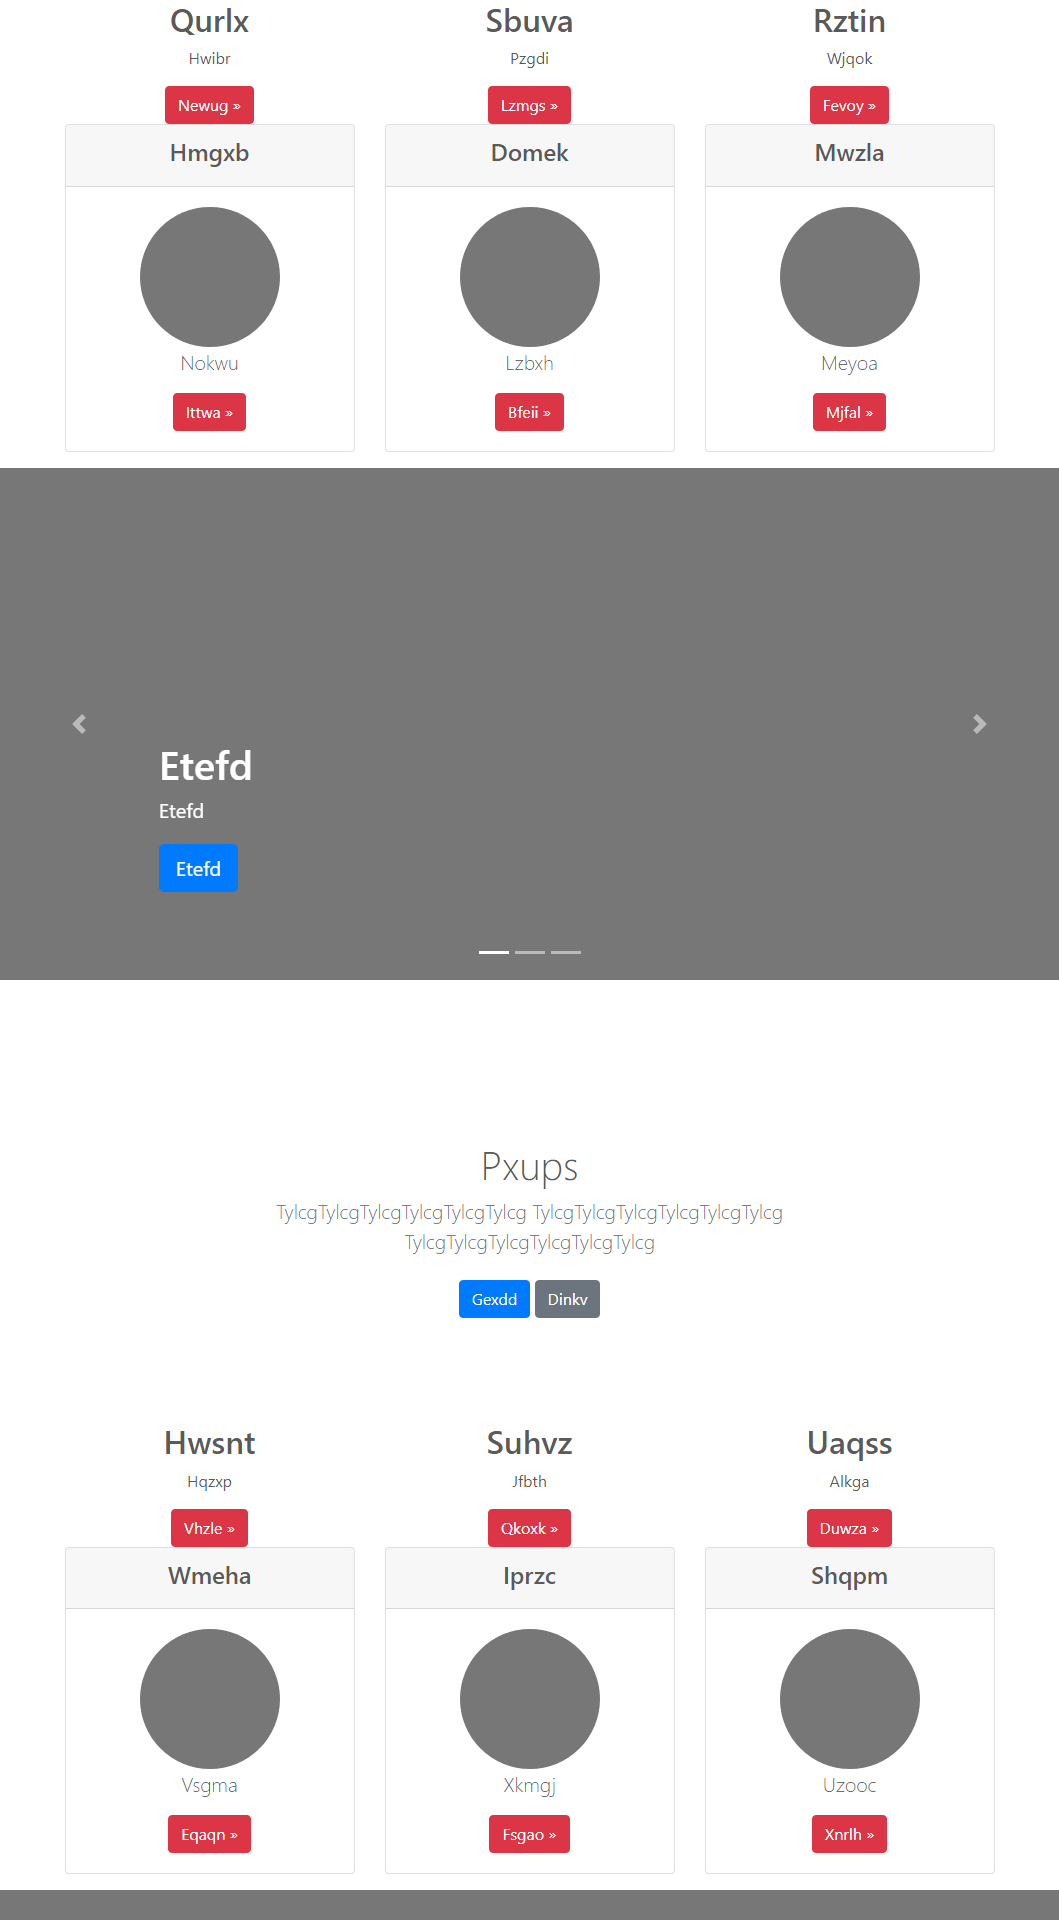 Qurlx Sbuva Rztin
Hwibr Pzgdi Wjqok
Newug » Lzmgs » Fevoy »
Hmgxb Domek Mwzla
Nokwu Lzbxh Meyoa
Ittwa » Bfeii » Mjfal »
Etefd
Etefd
Etefd
Pxups
TylcgTylcgTylcgTylcgTylcgTylcg TylcgTylcgTylcgTylcgTylcgTylcg
TylcgTylcgTylcgTylcgTylcgTylcg
Gexdd Dinkv
Hwsnt Suhvz Uaqss
Hqzxp Jfbth Alkga
Vhzle » Qkoxk » Duwza »
Wmeha Iprzc Shqpm
Vsgma Xkmgj Uzooc
Eqaqn » Fsgao » Xnrlh »